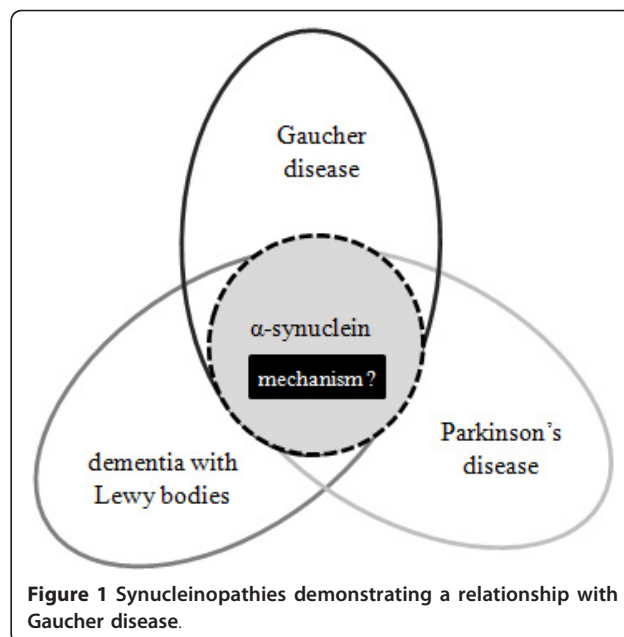 Gaucher
disease
α-synuclein
mechanism?
Parkinson's
disease
dementia with
Lewy bodies
Figure 1 Synucleinopathies demonstrating a relationship with
Gaucher disease.